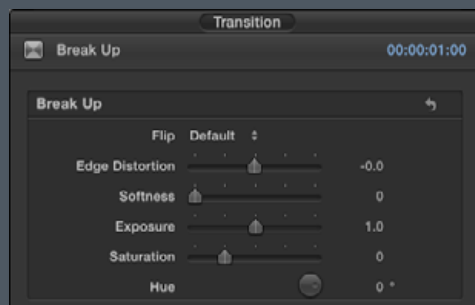 Transition
Break Up 00:00:01:00
Break Up
Flip Default
Edge Distortion -0.0
Softness 0
Exposure 1.0
Saturation 0
Hue 0 °